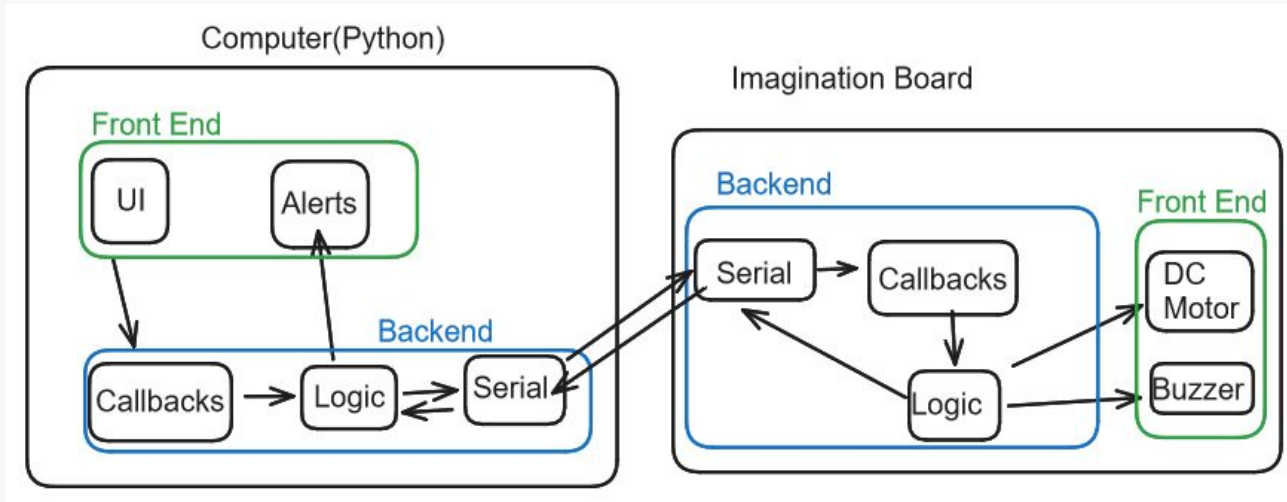 Computer(Python)
Front End
UI
Alerts
Backend
Callbacks
Logic
Serial
Imagination Board
Backend
Serial
Callbacks
Logic
Front End
DC
Motor
Buzzer